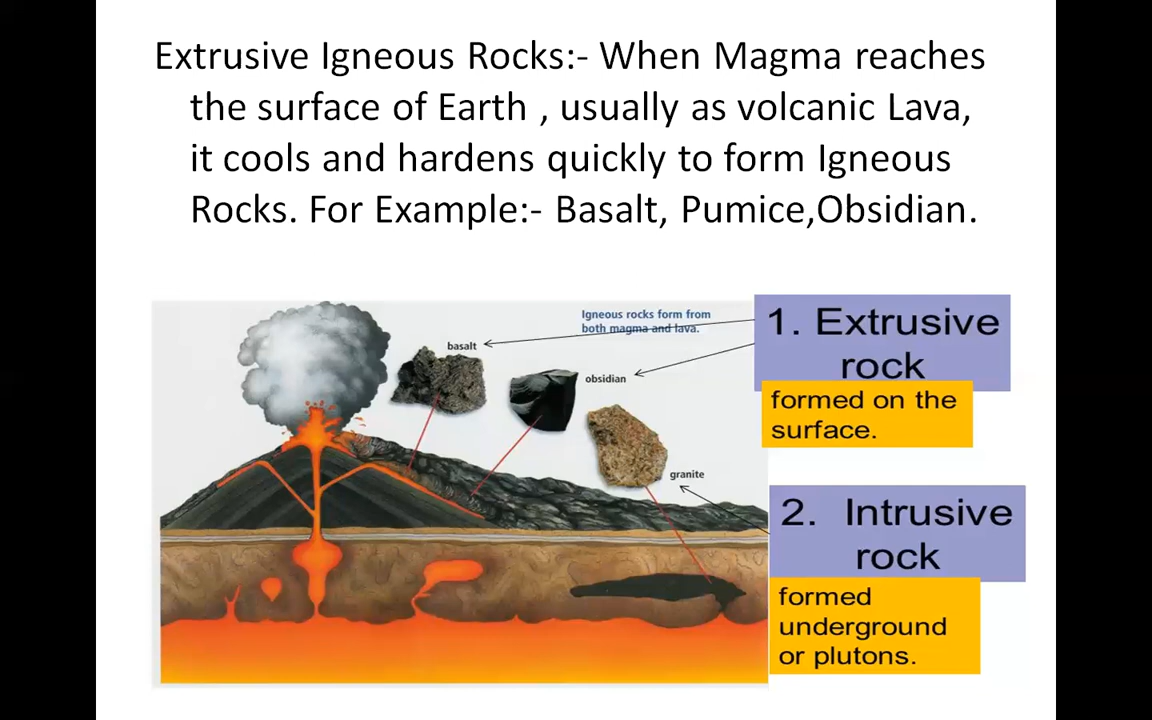 Extrusive Igneous Rocks:- When Magma reaches
the surface of Earth , usually as volcanic Lava,
it cools and hardens quickly to form Igneous
Rocks. For Example:- Basalt, Pumice,Obsidian.
Igneous rocks form from
both magma and lava.
basalt
obsidian
granite
1. Extrusive
rock
formed on the
surface.
2. Intrusive
rock
formed
underground
or plutons.